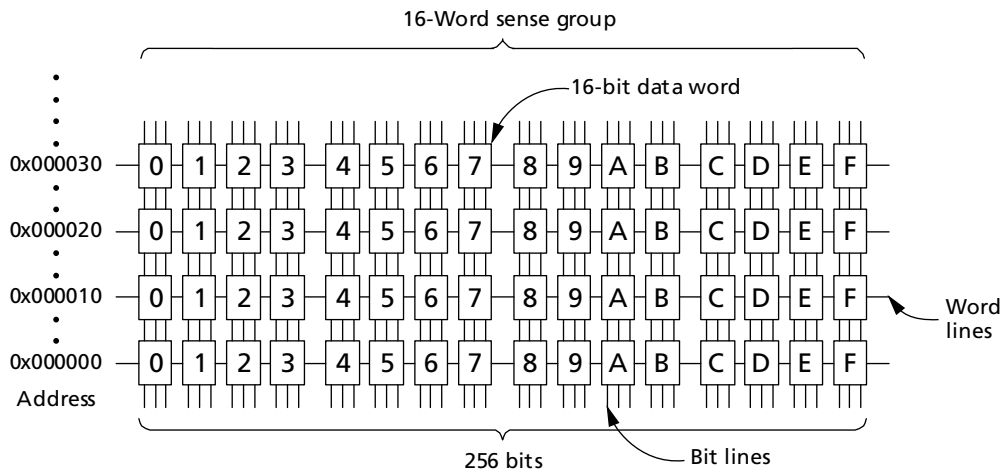 16-Word sense group
16-bit data word
0x000030 0 1 2 3 4 5 6 7 8 9 A B C D E F
0x000020 0 1 2 3 4 5 6 7 8 9 A B C D E F
0x000010 0 1 2 3 4 5 6 7 8 9 A B C D E F
Word
lines
0x000000 0 1 2 3 4 5 6 7 8 9 A B C D E F
Address
256 bits
Bit lines